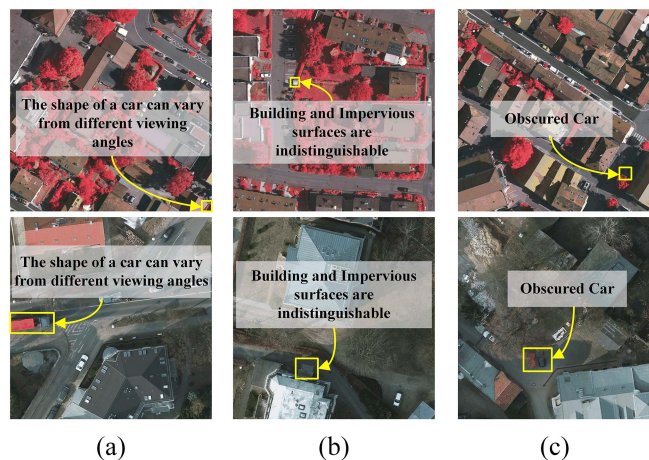 The shape of a car can vary
from different viewing
angles
Building and Impervious
surfaces are
indistinguishable
Obscured Car
The shape of a car can vary
from different viewing angles
Building and Impervious
surfaces are
indistinguishable
Obscured Car
(a)
(b)
(c)